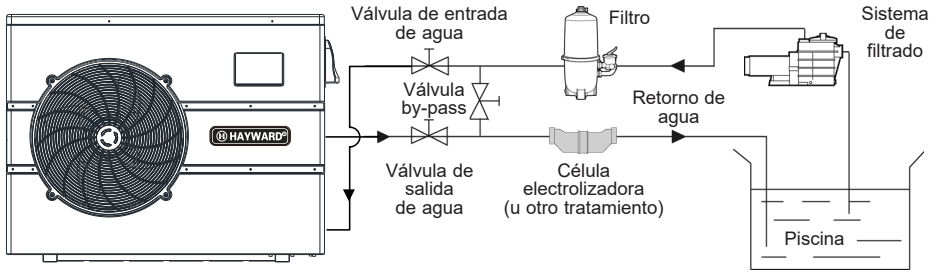 Válvula de entrada
de agua
Filtro
Sistema
de
filtrado
Válvula
by-pass
Retorno de
agua
HAYWARD®
Válvula de
salida
de agua
Célula
electrolizadora
(u otro tratamiento)
Piscina